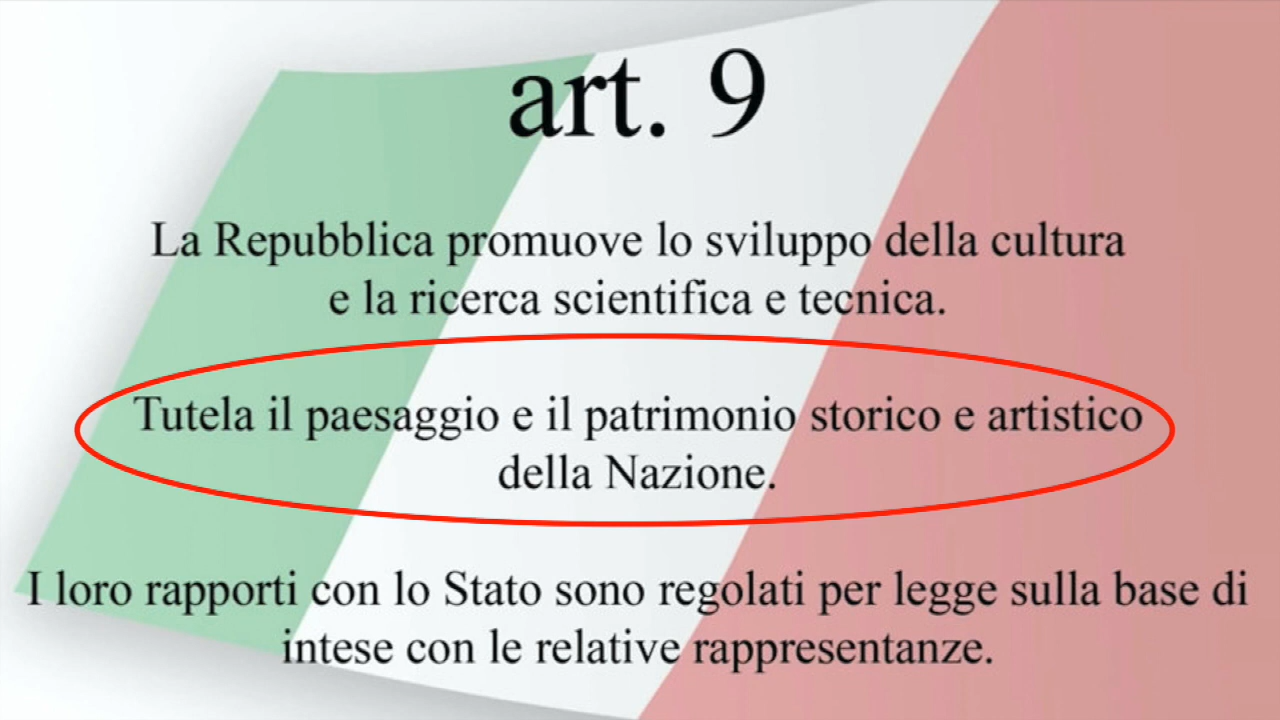 art. 9
La Repubblica promuove lo sviluppo della cultura
e la ricerca scientifica e tecnica.
Tutela il paesaggio e il patrimonio storico e artistico
della Nazione.
I loro rapporti con lo Stato sono regolati per legge sulla base di
intese con le relative rappresentanze.